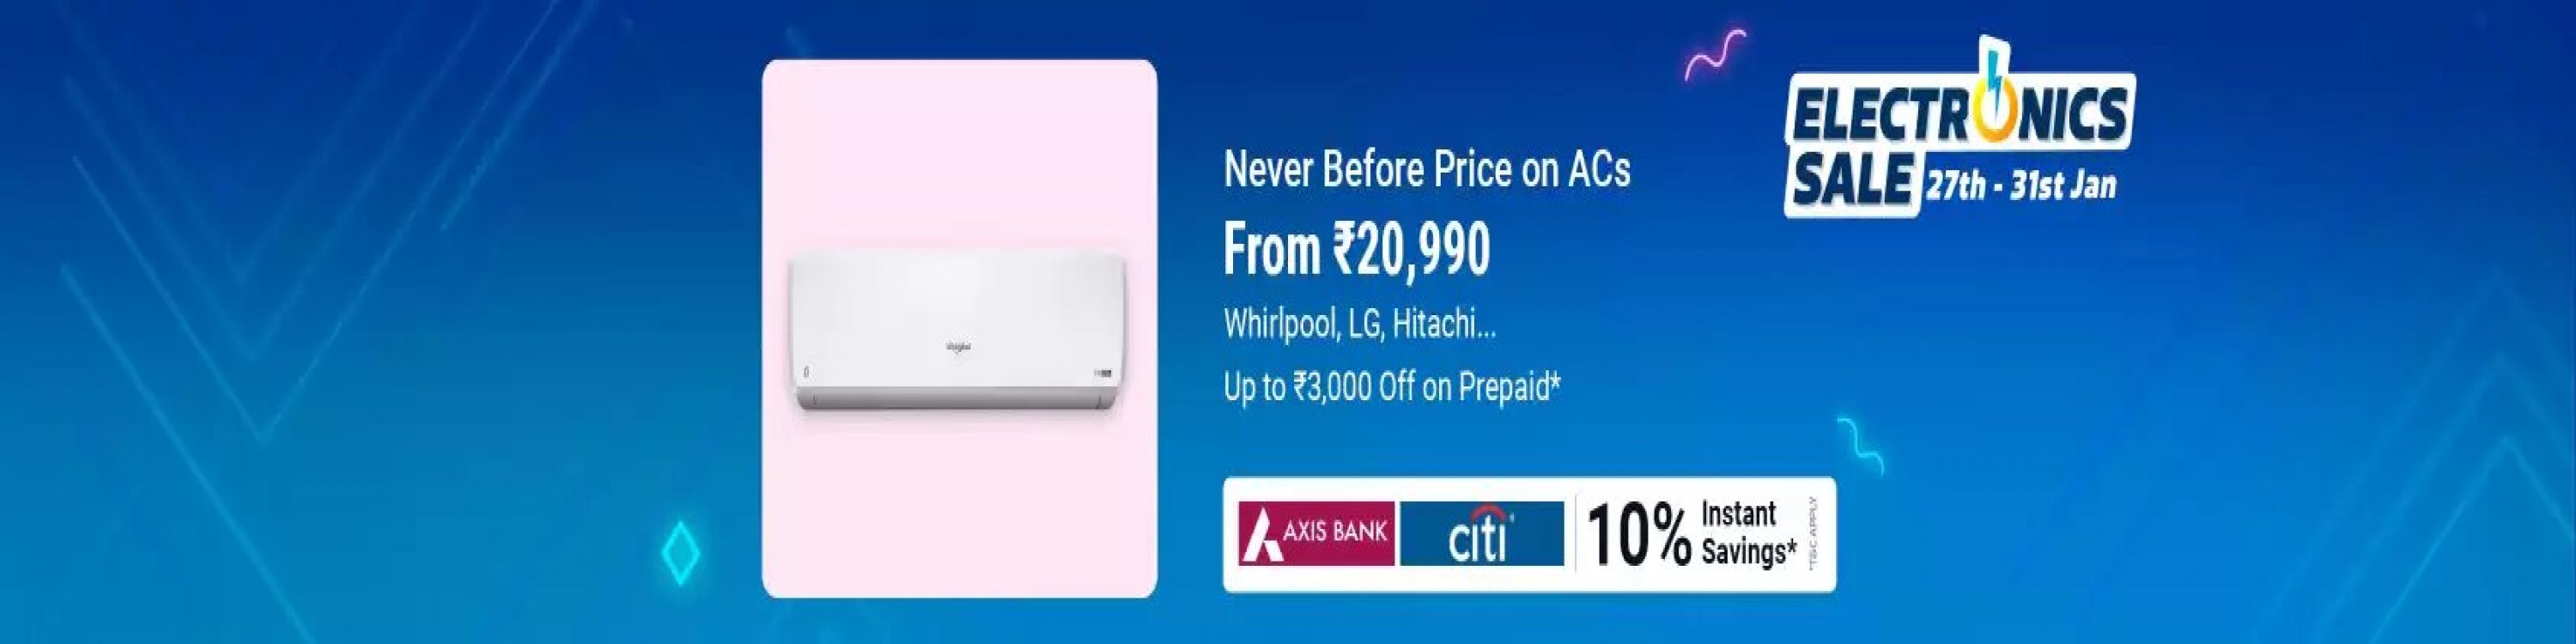 ELECTRONICS
SALE 27th - 31st Jan
Never Before Price on ACs
From ₹20,990
Whirlpool, LG, Hitachi...
Up to ₹3,000 Off on Prepaid*
Whirlpool
AXIS BANK
citi
10% Instant
Savings*
*T&C APPLY